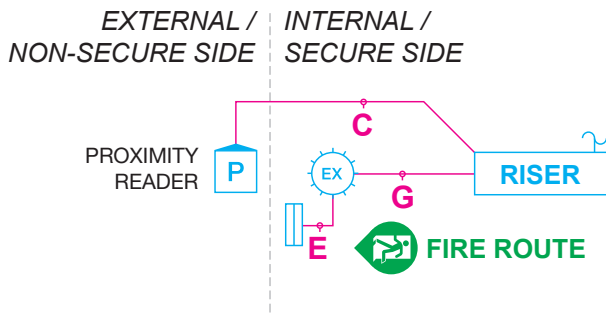 EXTERNAL /
NON-SECURE SIDE
INTERNAL /
SECURE SIDE
C
PROXIMITY
READER
P
EX
G
RISER
E
FIRE ROUTE